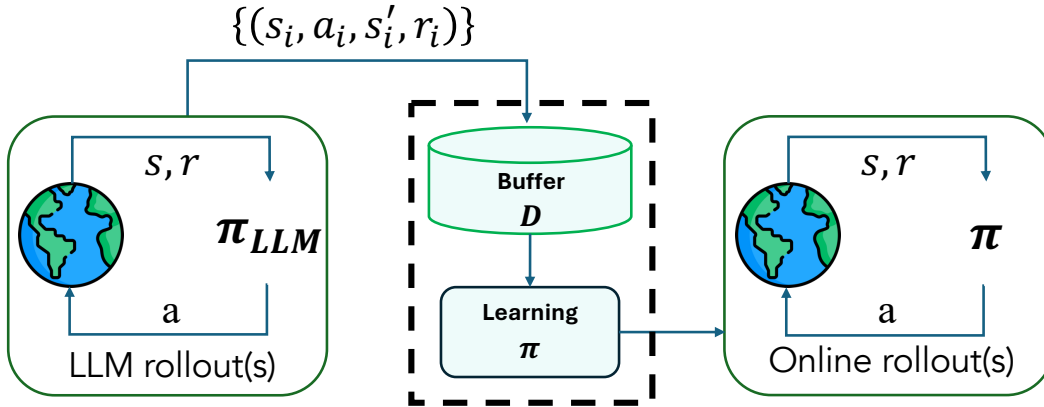 {(s_i, a_i, s'_i, r_i)}
s, r
π_LLM
a
LLM rollout(s)
Buffer
D
Learning
π
s, r
π
a
Online rollout(s)